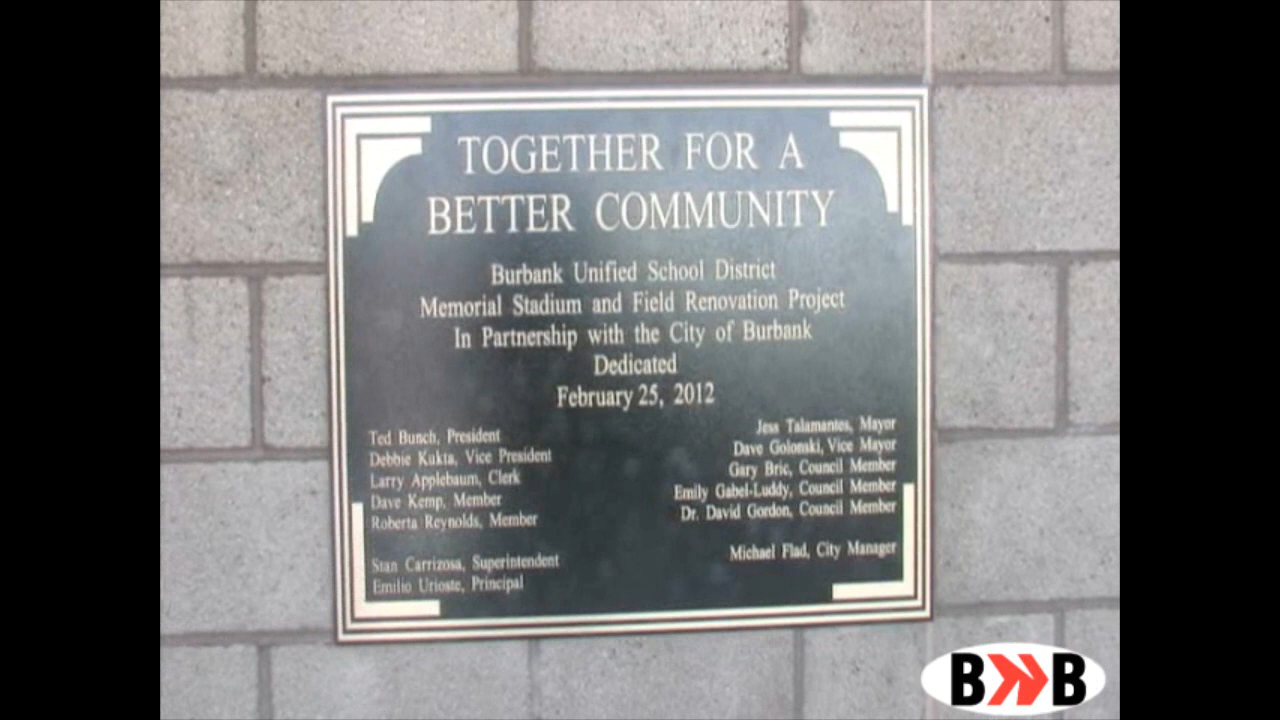 TOGETHER FOR A
BETTER COMMUNITY
Burbank Unified School District
Memorial Stadium and Field Renovation Project
In Partnership with the City of Burbank
Dedicated
February 25, 2012
Ted Bunch, President
Debbie Kukta, Vice President
Larry Applebaum, Clerk
Dave Kemp, Member
Roberta Reynolds, Member
Stan Carrizosa, Superintendent
Emilio Urioste, Principal
Jess Talamantes, Mayor
Dave Golonski, Vice Mayor
Gary Bric, Council Member
Emily Gabel-Luddy, Council Member
Dr. David Gordon, Council Member
Michael Flad, City Manager
B B